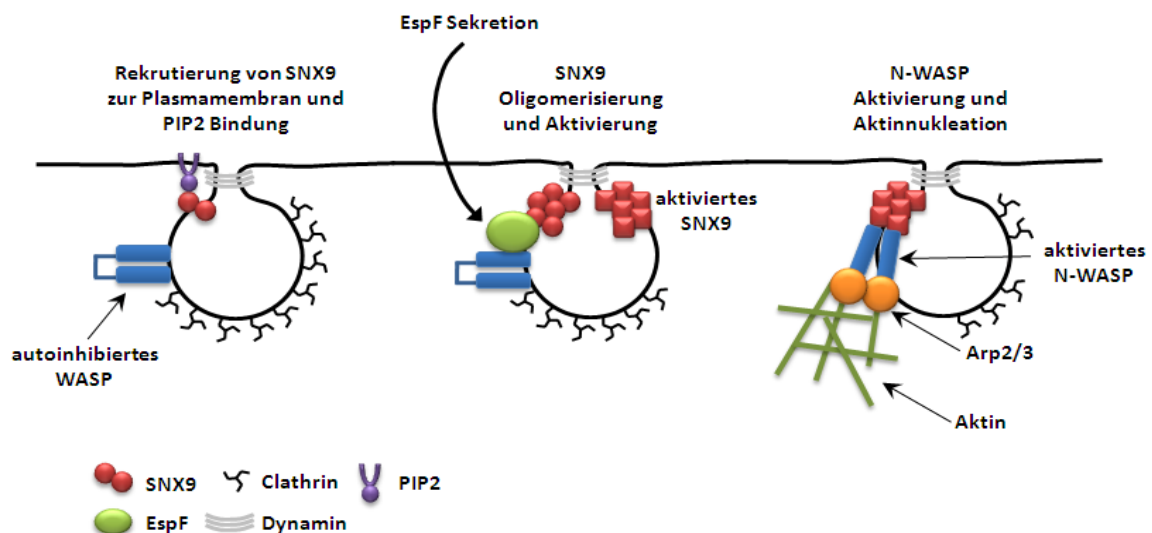 EspF Sekretion
Rekrutierung von SNX9
zur Plasmamembran und
PIP2 Bindung
SNX9
Oligomerisierung
und Aktivierung
N-WASP
Aktivierung und
Aktinnukleation
aktiviertes
SNX9
aktiviertes
N-WASP
autoinhibiertes
WASP
Arp2/3
Aktin
SNX9
Clathrin
PIP2
EspF
Dynamin